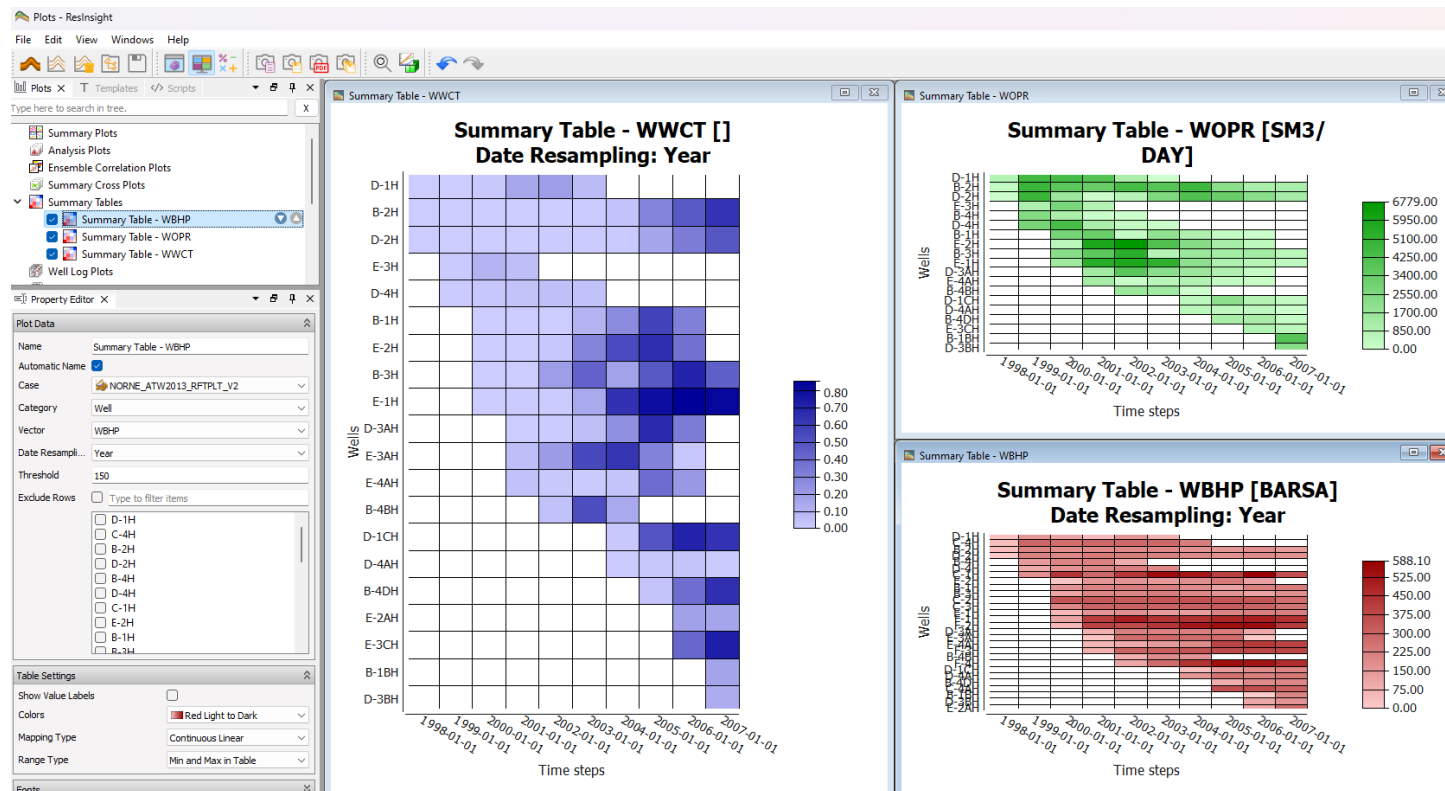 Plots - ResInsight
File Edit View Windows Help
Plots X Templates Scripts
Type here to search in tree. X
Summary Plots
Analysis Plots
Ensemble Correlation Plots
Summary Cross Plots
Summary Tables
Summary Table - WBHP
Summary Table - WOPR
Summary Table - WWCT
Well Log Plots
Property Editor X
Plot Data
Name Summary Table - WBHP
Automatic Name
Case NORNE_ATW2013_RFTPLT_V2
Category Well
Vector WBHP
Date Resampli... Year
Threshold 150
Exclude Rows Type to filter items
D-1H
C-4H
B-2H
D-2H
B-4H
D-4H
C-1H
E-2H
B-1H
B-3H
Table Settings
Show Value Labels
Colors Red Light to Dark
Mapping Type Continuous Linear
Range Type Min and Max in Table
Fonts
Summary Table - WWCT
Summary Table - WWCT []
Date Resampling: Year
D-1H
B-2H
D-2H
E-3H
D-4H
B-1H
E-2H
B-3H
E-1H
D-3AH
E-3AH
E-4AH
B-4BH
D-1CH
D-4AH
B-4DH
E-2AH
E-3CH
B-1BH
D-3BH
Wells
1998-01-01
1999-01-01
2000-01-01
2001-01-01
2002-01-01
2003-01-01
2004-01-01
2005-01-01
2006-01-01
2007-01-01
Time steps
0.80
0.70
0.60
0.50
0.40
0.30
0.20
0.10
0.00
Summary Table - WOPR
Summary Table - WOPR [SM3/
DAY]
D-1H
B-2H
D-2H
E-3H
B-4H
D-4H
B-1H
E-2H
B-3H
E-1H
D-3AH
E-4AH
B-4BH
D-1CH
D-4AH
B-4DH
E-3CH
B-1BH
D-3BH
Wells
1998-01-01
1999-01-01
2000-01-01
2001-01-01
2002-01-01
2003-01-01
2004-01-01
2005-01-01
2006-01-01
2007-01-01
Time steps
6779.00
5950.00
5100.00
4250.00
3400.00
2550.00
1700.00
850.00
0.00
Summary Table - WBHP
Summary Table - WBHP [BARSA]
Date Resampling: Year
D-1H
C-4H
E-2AH
Wells
1998-01-01
1999-01-01
2000-01-01
2001-01-01
2002-01-01
2003-01-01
2004-01-01
2005-01-01
2006-01-01
2007-01-01
Time steps
588.10
525.00
450.00
375.00
300.00
225.00
150.00
75.00
0.00